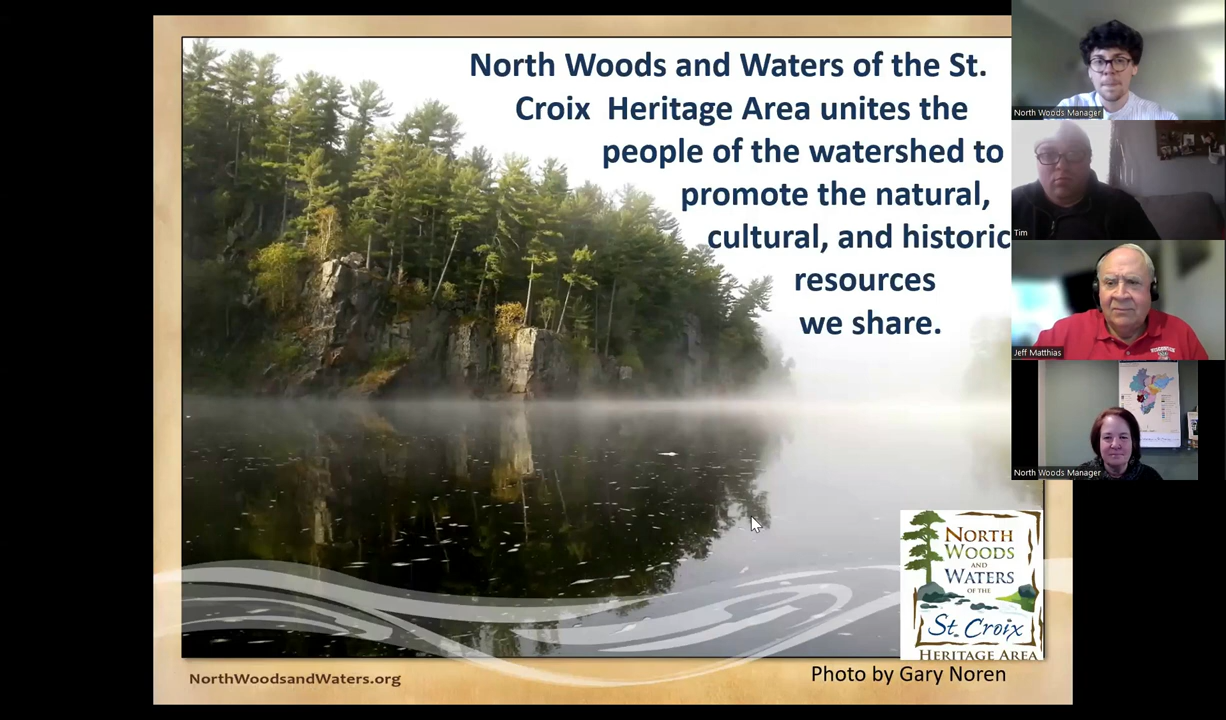 North Woods and Waters of the St.
Croix Heritage Area unites the
people of the watershed to
promote the natural,
cultural, and historic
resources
we share.
North Woods Manager
Tim
Jeff Matthias
North Woods Manager
NORTH
WOODS
AND
WATERS
OF THE
St. Croix
HERITAGE AREA
NorthWoodsandWaters.org
Photo by Gary Noren